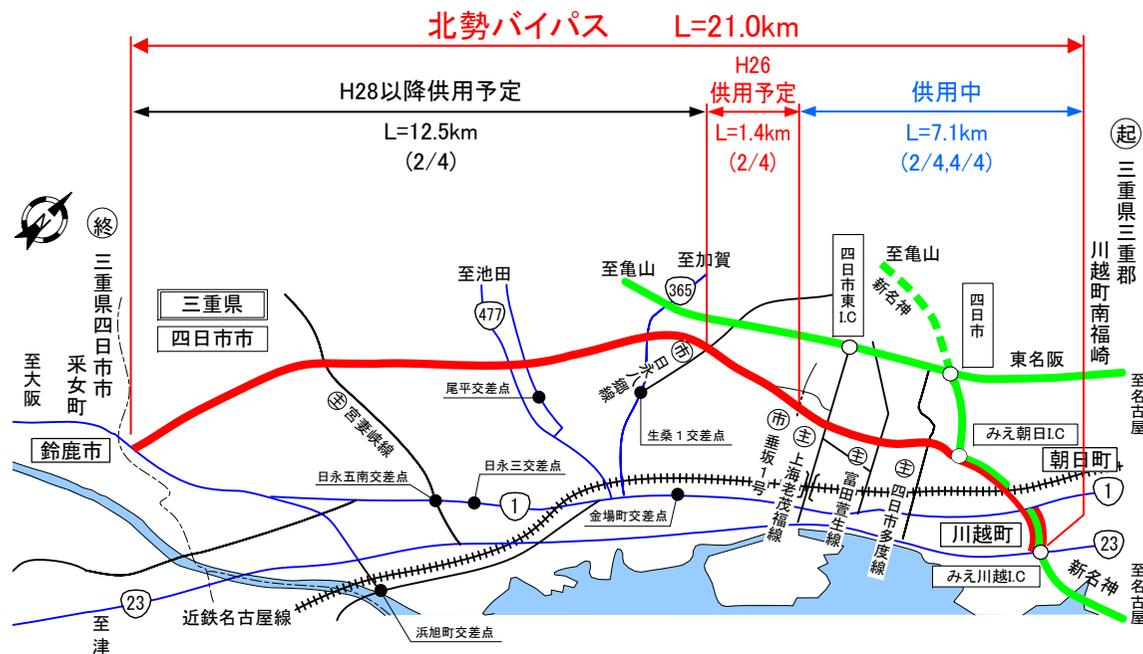 北勢バイパス L=21.0km
H28以降供用予定
L=12.5km
(2/4)
H26
供用予定
L=1.4km
(2/4)
供用中
L=7.1km
(2/4,4/4)
起
三重県三重郡
川越町南福崎
N
終
三重県四日市市
采女町
三重県
四日市市
至大阪
鈴鹿市
至池田
477
至亀山
至加賀
365
四日市東I.C
至亀山
新名神
四日市
東名阪
至名古屋
尾平交差点
市
日永八郷線
主
宮妻峡線
生桑1交差点
日永五南交差点
日永三交差点
1
金場町交差点
市
垂坂1号
主
上海老茂福線
主
富田菅生線
主
四日市多度線
みえ朝日I.C
朝日町
1
川越町
23
みえ川越I.C
新名神
至名古屋
23
至津
近鉄名古屋線
浜旭町交差点